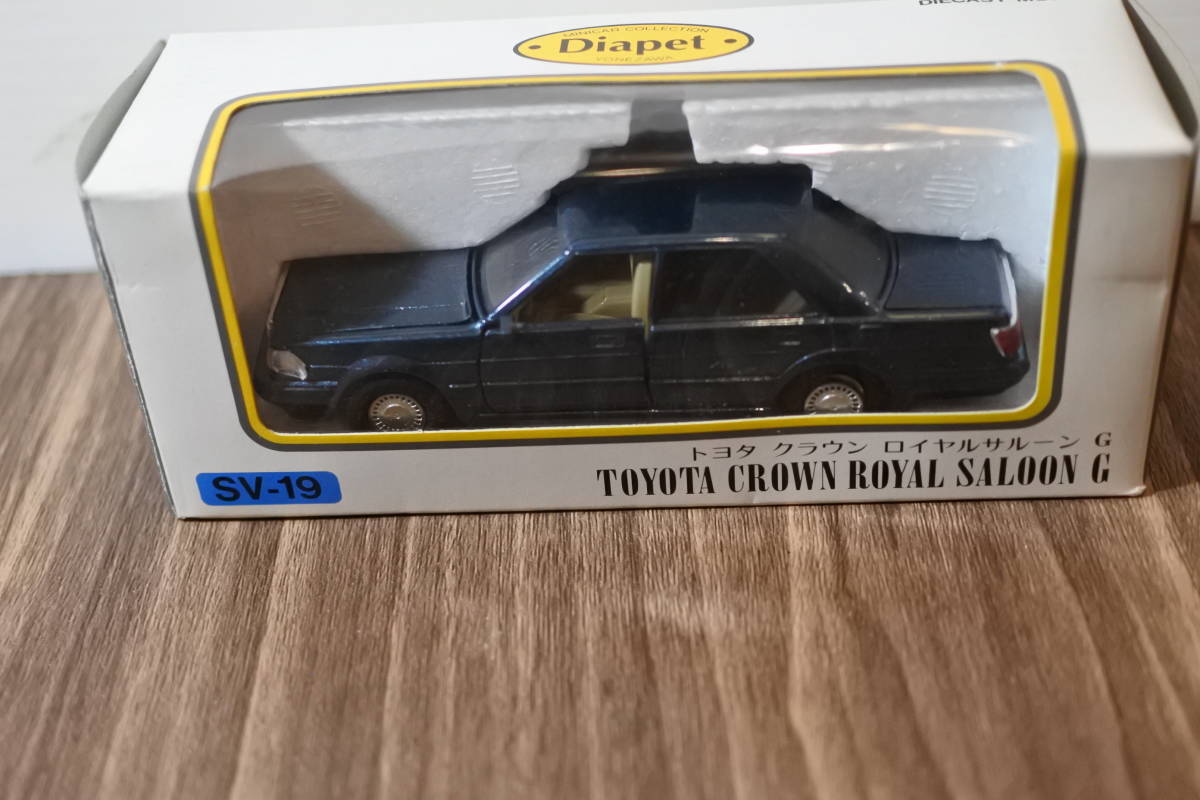 DIECAST
MINICAR COLLECTION
Diapet
YONEZAWA
トヨタ クラウン ロイヤルサルーン G
TOYOTA CROWN ROYAL SALOON G
SV-19